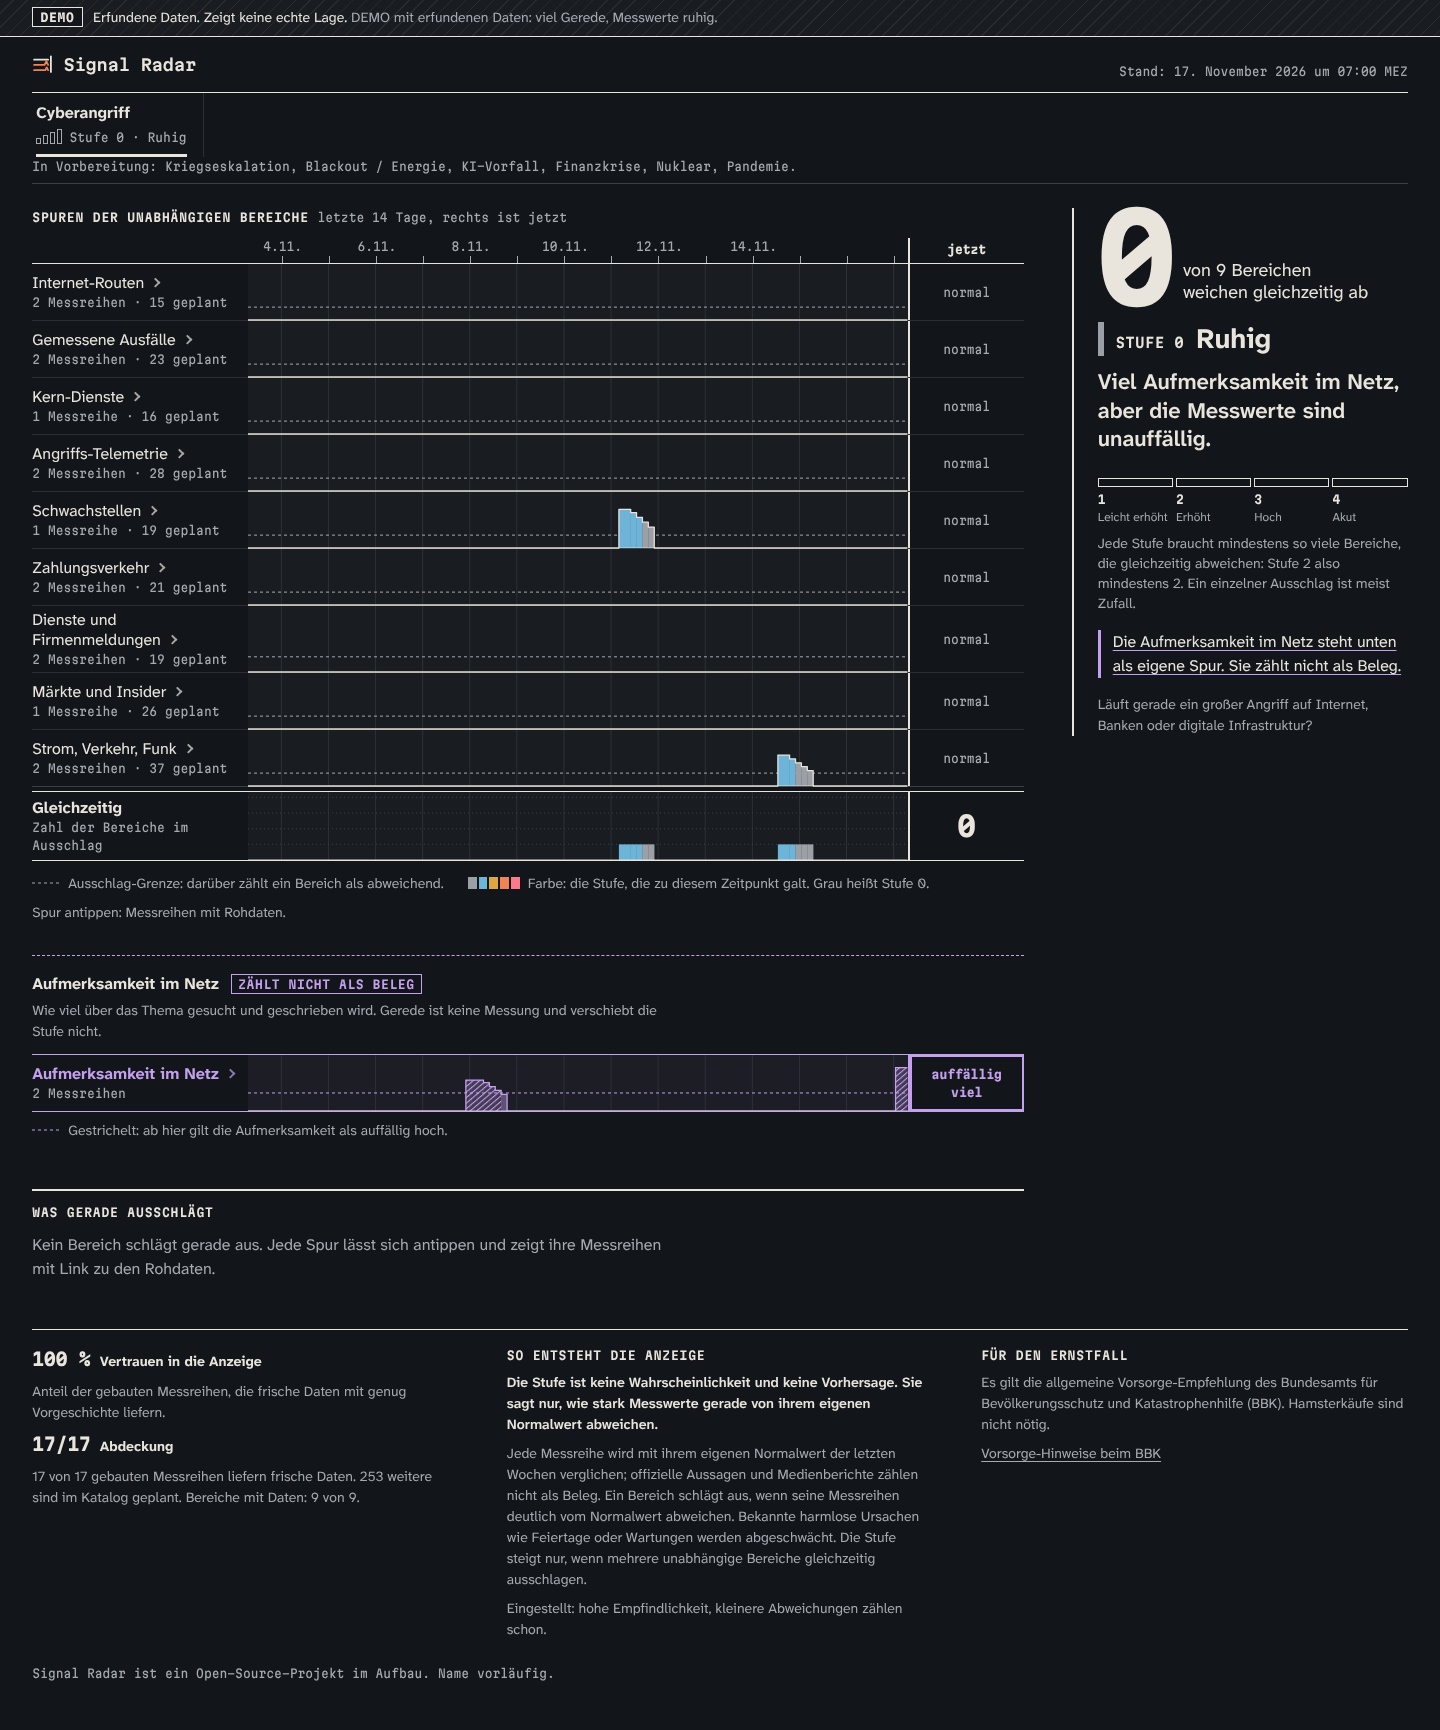 DEMO Erfundene Daten. Zeigt keine echte Lage. DEMO mit erfundenen Daten: viel Gerede, Messwerte ruhig.
Signal Radar
Stand: 17. November 2026 um 07:00 MEZ
Cyberangriff
Stufe 0 · Ruhig
In Vorbereitung: Kriegseskalation, Blackout / Energie, KI-Vorfall, Finanzkrise, Nuklear, Pandemie.
SPUREN DER UNABHÄNGIGEN BEREICHE letzte 14 Tage, rechts ist jetzt
4.11. 6.11. 8.11. 10.11. 12.11. 14.11. jetzt
Internet-Routen
2 Messreihen · 15 geplant
normal
Gemessene Ausfälle
2 Messreihen · 23 geplant
normal
Kern-Dienste
1 Messreihe · 16 geplant
normal
Angriffs-Telemetrie
2 Messreihen · 28 geplant
normal
Schwachstellen
1 Messreihe · 19 geplant
normal
Zahlungsverkehr
2 Messreihen · 21 geplant
normal
Dienste und
Firmenmeldungen
2 Messreihen · 19 geplant
normal
Märkte und Insider
1 Messreihe · 26 geplant
normal
Strom, Verkehr, Funk
2 Messreihen · 37 geplant
normal
Gleichzeitig
Zahl der Bereiche im
Ausschlag
0
Ausschlag-Grenze: darüber zählt ein Bereich als abweichend.
Farbe: die Stufe, die zu diesem Zeitpunkt galt. Grau heißt Stufe 0.
Spur antippen: Messreihen mit Rohdaten.
0
von 9 Bereichen
weichen gleichzeitig ab
STUFE 0 Ruhig
Viel Aufmerksamkeit im Netz,
aber die Messwerte sind
unauffällig.
1 2 3 4
Leicht erhöht Erhöht Hoch Akut
Jede Stufe braucht mindestens so viele Bereiche,
die gleichzeitig abweichen: Stufe 2 also
mindestens 2. Ein einzelner Ausschlag ist meist
Zufall.
Die Aufmerksamkeit im Netz steht unten
als eigene Spur. Sie zählt nicht als Beleg.
Läuft gerade ein großer Angriff auf Internet,
Banken oder digitale Infrastruktur?
Aufmerksamkeit im Netz ZÄHLT NICHT ALS BELEG
Wie viel über das Thema gesucht und geschrieben wird. Gerede ist keine Messung und verschiebt die
Stufe nicht.
Aufmerksamkeit im Netz
2 Messreihen
auffällig
viel
Gestrichelt: ab hier gilt die Aufmerksamkeit als auffällig hoch.
WAS GERADE AUSSCHLÄGT
Kein Bereich schlägt gerade aus. Jede Spur lässt sich antippen und zeigt ihre Messreihen
mit Link zu den Rohdaten.
100 % Vertrauen in die Anzeige
Anteil der gebauten Messreihen, die frische Daten mit genug
Vorgeschichte liefern.
17/17 Abdeckung
17 von 17 gebauten Messreihen liefern frische Daten. 253 weitere
sind im Katalog geplant. Bereiche mit Daten: 9 von 9.
SO ENTSTEHT DIE ANZEIGE
Die Stufe ist keine Wahrscheinlichkeit und keine Vorhersage. Sie
sagt nur, wie stark Messwerte gerade von ihrem eigenen
Normalwert abweichen.
Jede Messreihe wird mit ihrem eigenen Normalwert der letzten
Wochen verglichen; offizielle Aussagen und Medienberichte zählen
nicht als Beleg. Ein Bereich schlägt aus, wenn seine Messreihen
deutlich vom Normalwert abweichen. Bekannte harmlose Ursachen
wie Feiertage oder Wartungen werden abgeschwächt. Die Stufe
steigt nur, wenn mehrere unabhängige Bereiche gleichzeitig
ausschlagen.
Eingestellt: hohe Empfindlichkeit, kleinere Abweichungen zählen
schon.
FÜR DEN ERNSTFALL
Es gilt die allgemeine Vorsorge-Empfehlung des Bundesamts für
Bevölkerungsschutz und Katastrophenhilfe (BBK). Hamsterkäufe sind
nicht nötig.
Vorsorge-Hinweise beim BBK
Signal Radar ist ein Open-Source-Projekt im Aufbau. Name vorläufig.